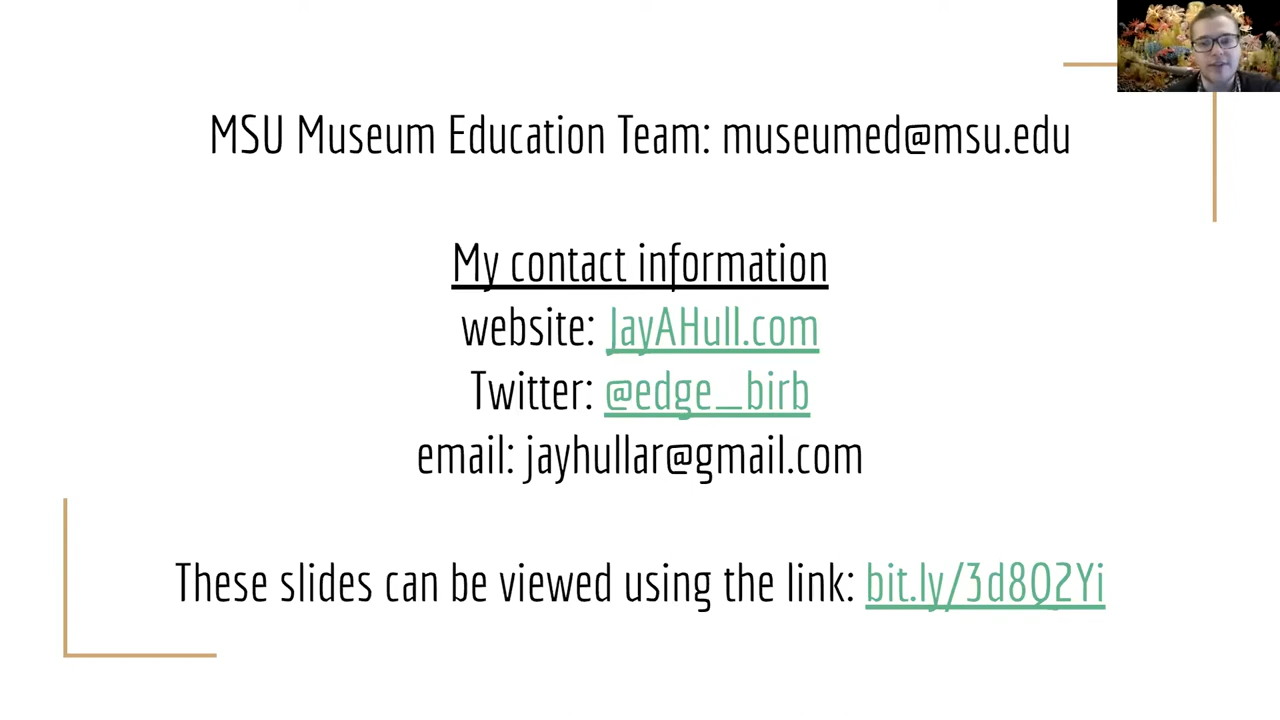 MSU Museum Education Team: museumed@msu.edu
My contact information
website: JayAHull.com
Twitter: @edge_birb
email: jayhullar@gmail.com
These slides can be viewed using the link: bit.ly/3d8Q2Yi